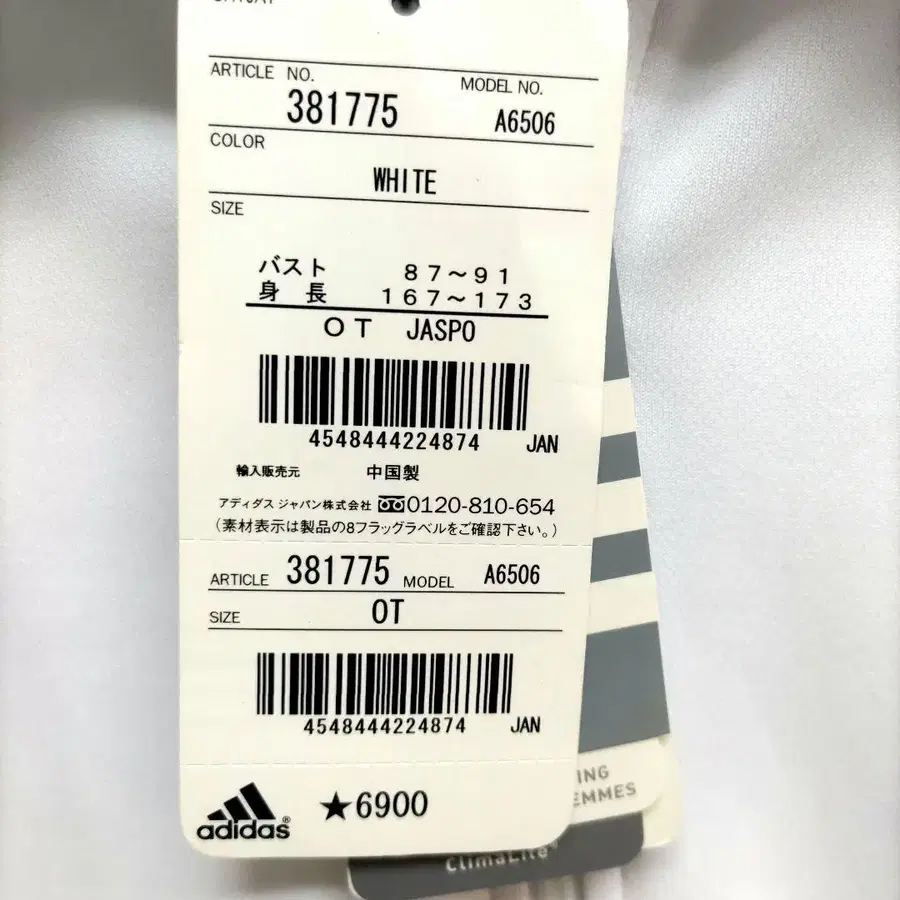 ARTICLE NO.
MODEL NO.
381775
A6506
COLOR
WHITE
SIZE
バスト 87～91
身 長 167～173
OT JASPO
4548444224874 JAN
輸入販売元 中国製
アディダス ジャパン株式会社 0120-810-654
(素材表示は製品の8フラッグラベルをご確認下さい。)
ARTICLE 381775 MODEL A6506
SIZE OT
4548444224874 JAN
adidas®
★6900
ING
EMMES
ClimaLite®